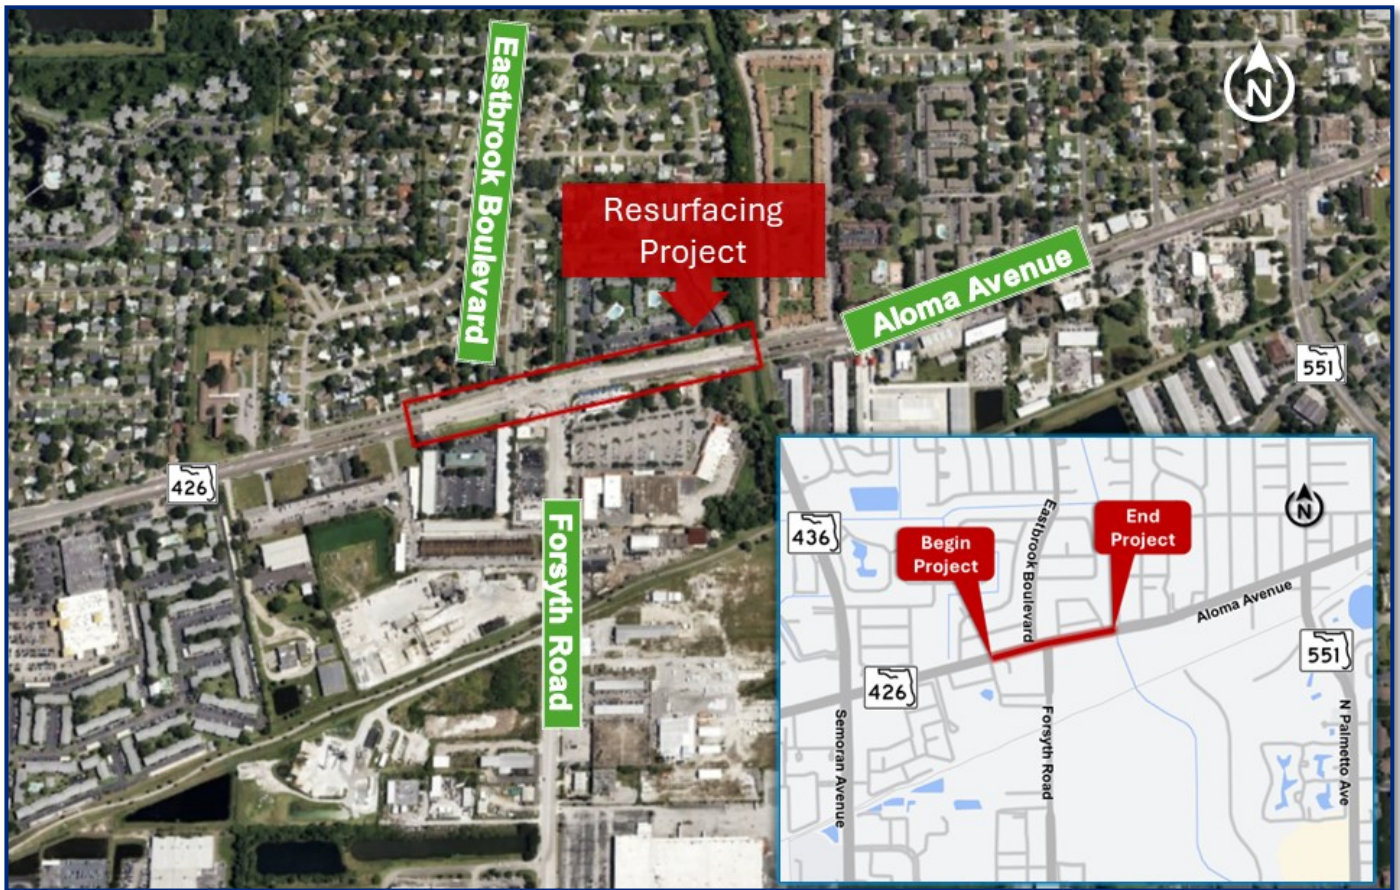 Eastbrook Boulevard
N
Resurfacing
Project
Aloma Avenue
551
426
Forsyth Road
436
Begin
Project
Eastbrook Boulevard
End
Project
N
Aloma Avenue
426
551
Semoran Avenue
Forsyth Road
N Palmetto Ave